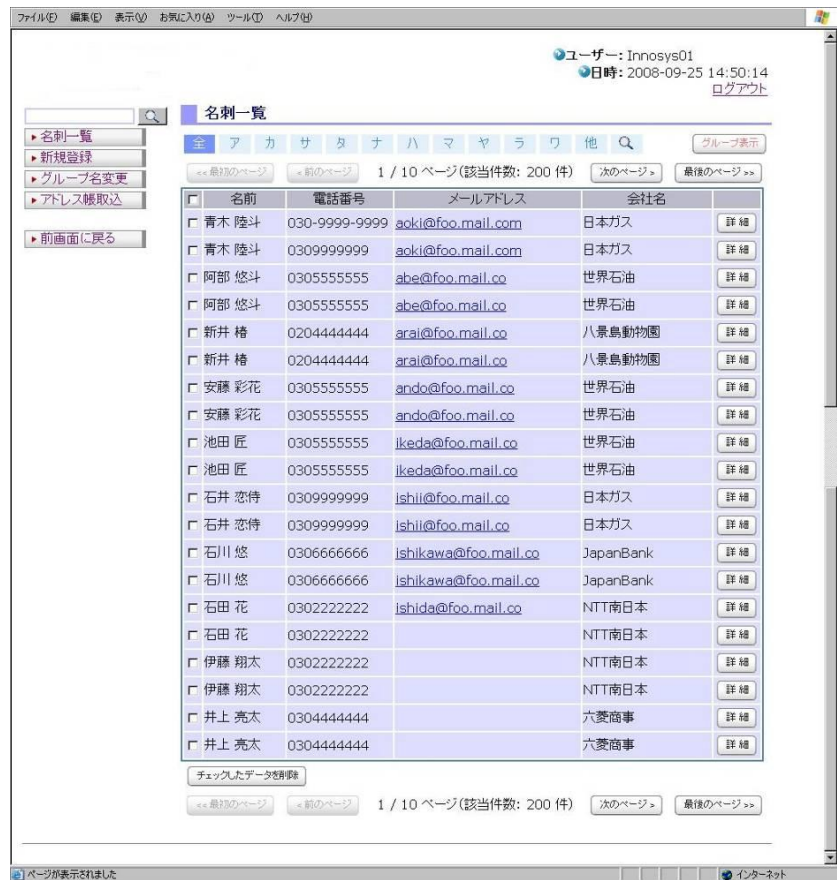 ファイル(F) 編集(E) 表示(V) お気に入り(A) ツール(T) ヘルプ(H)
ユーザー: Innosys01
日時: 2008-09-25 14:50:14
ログアウト
名刺一覧
新規登録
グループ名変更
アドレス帳取込
前画面に戻る
名刺一覧
全 ア カ サ タ ナ ハ マ ヤ ラ ワ 他 グループ表示
<< 最初のページ < 前のページ 1 / 10 ページ(該当件数: 200 件) 次のページ > 最後のページ >>
名前 電話番号 メールアドレス 会社名
青木 陸斗 030-9999-9999 aoki@foo.mail.com 日本ガス 詳細
青木 陸斗 0309999999 aoki@foo.mail.com 日本ガス 詳細
阿部 悠斗 0305555555 abe@foo.mail.co 世界石油 詳細
阿部 悠斗 0305555555 abe@foo.mail.co 世界石油 詳細
新井 椿 0204444444 arai@foo.mail.co 八景島動物園 詳細
新井 椿 0204444444 arai@foo.mail.co 八景島動物園 詳細
安藤 彩花 0305555555 ando@foo.mail.co 世界石油 詳細
安藤 彩花 0305555555 ando@foo.mail.co 世界石油 詳細
池田 匠 0305555555 ikeda@foo.mail.co 世界石油 詳細
池田 匠 0305555555 ikeda@foo.mail.co 世界石油 詳細
石井 恋侍 0309999999 ishii@foo.mail.co 日本ガス 詳細
石井 恋侍 0309999999 ishii@foo.mail.co 日本ガス 詳細
石川 悠 0306666666 ishikawa@foo.mail.co JapanBank 詳細
石川 悠 0306666666 ishikawa@foo.mail.co JapanBank 詳細
石田 花 0302222222 ishida@foo.mail.co NTT南日本 詳細
石田 花 0302222222 NTT南日本 詳細
伊藤 翔太 0302222222 NTT南日本 詳細
伊藤 翔太 0302222222 NTT南日本 詳細
井上 亮太 0304444444 六菱商事 詳細
井上 亮太 0304444444 六菱商事 詳細
チェックしたデータを削除
<< 最初のページ < 前のページ 1 / 10 ページ(該当件数: 200 件) 次のページ > 最後のページ >>
ページが表示されました インターネット